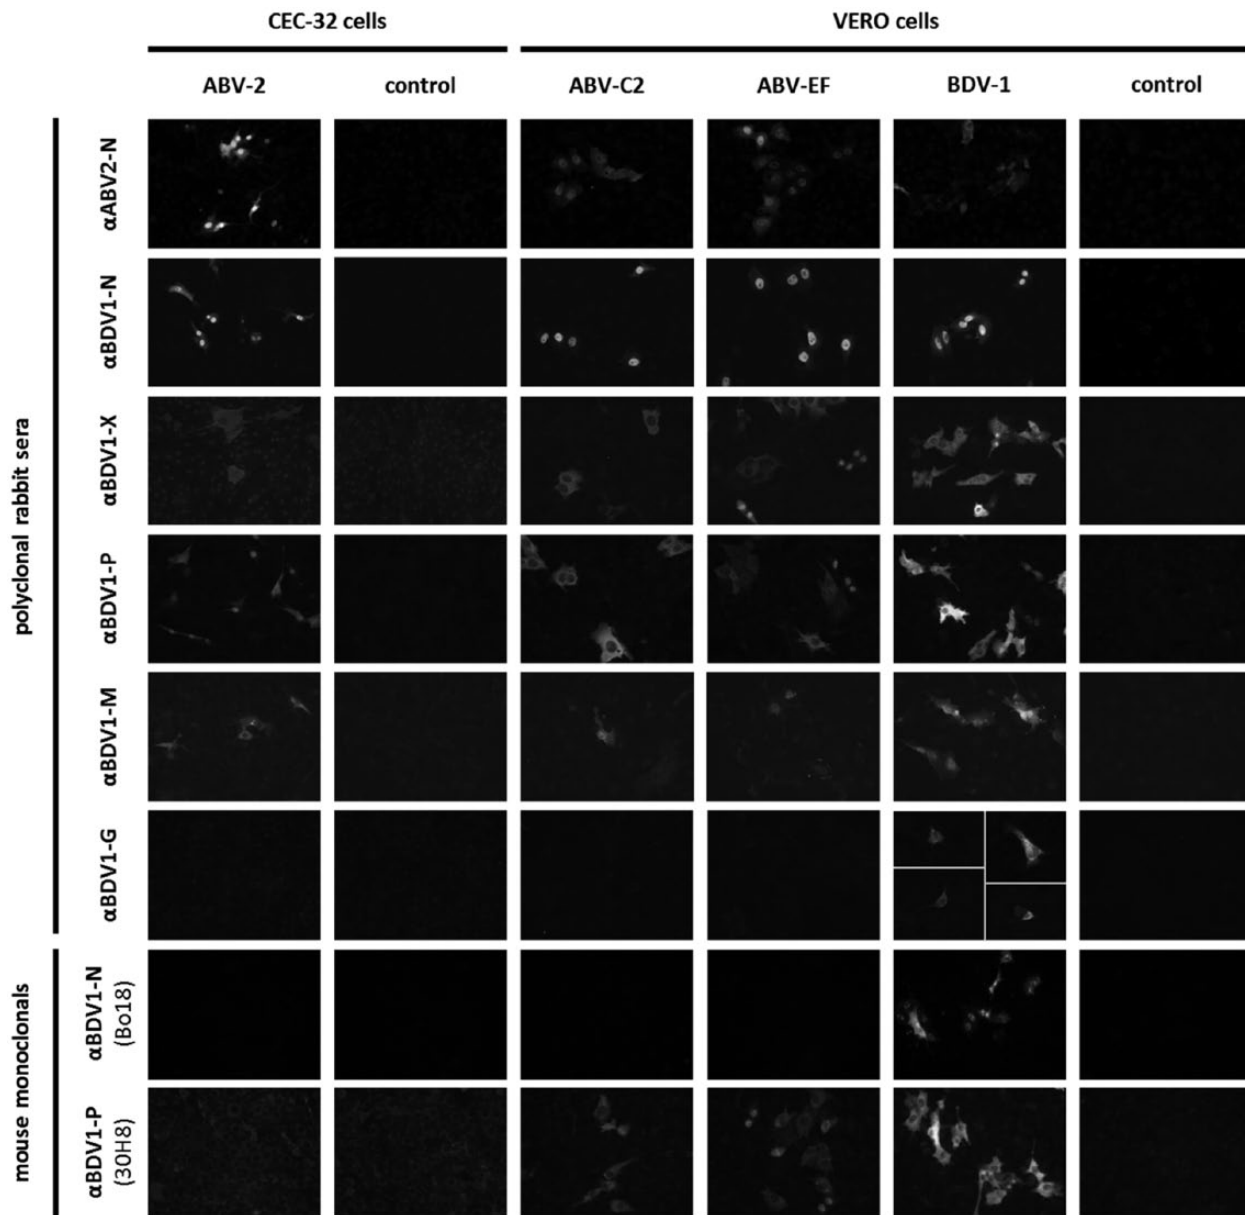 CEC-32 cells
VERO cells
ABV-2
control
ABV-C2
ABV-EF
BDV-1
control
polyclonal rabbit sera
αABV2-N
αBDV1-N
αBDV1-X
αBDV1-P
αBDV1-M
αBDV1-G
mouse monoclonals
αBDV1-N
(Bo18)
αBDV1-P
(30H8)